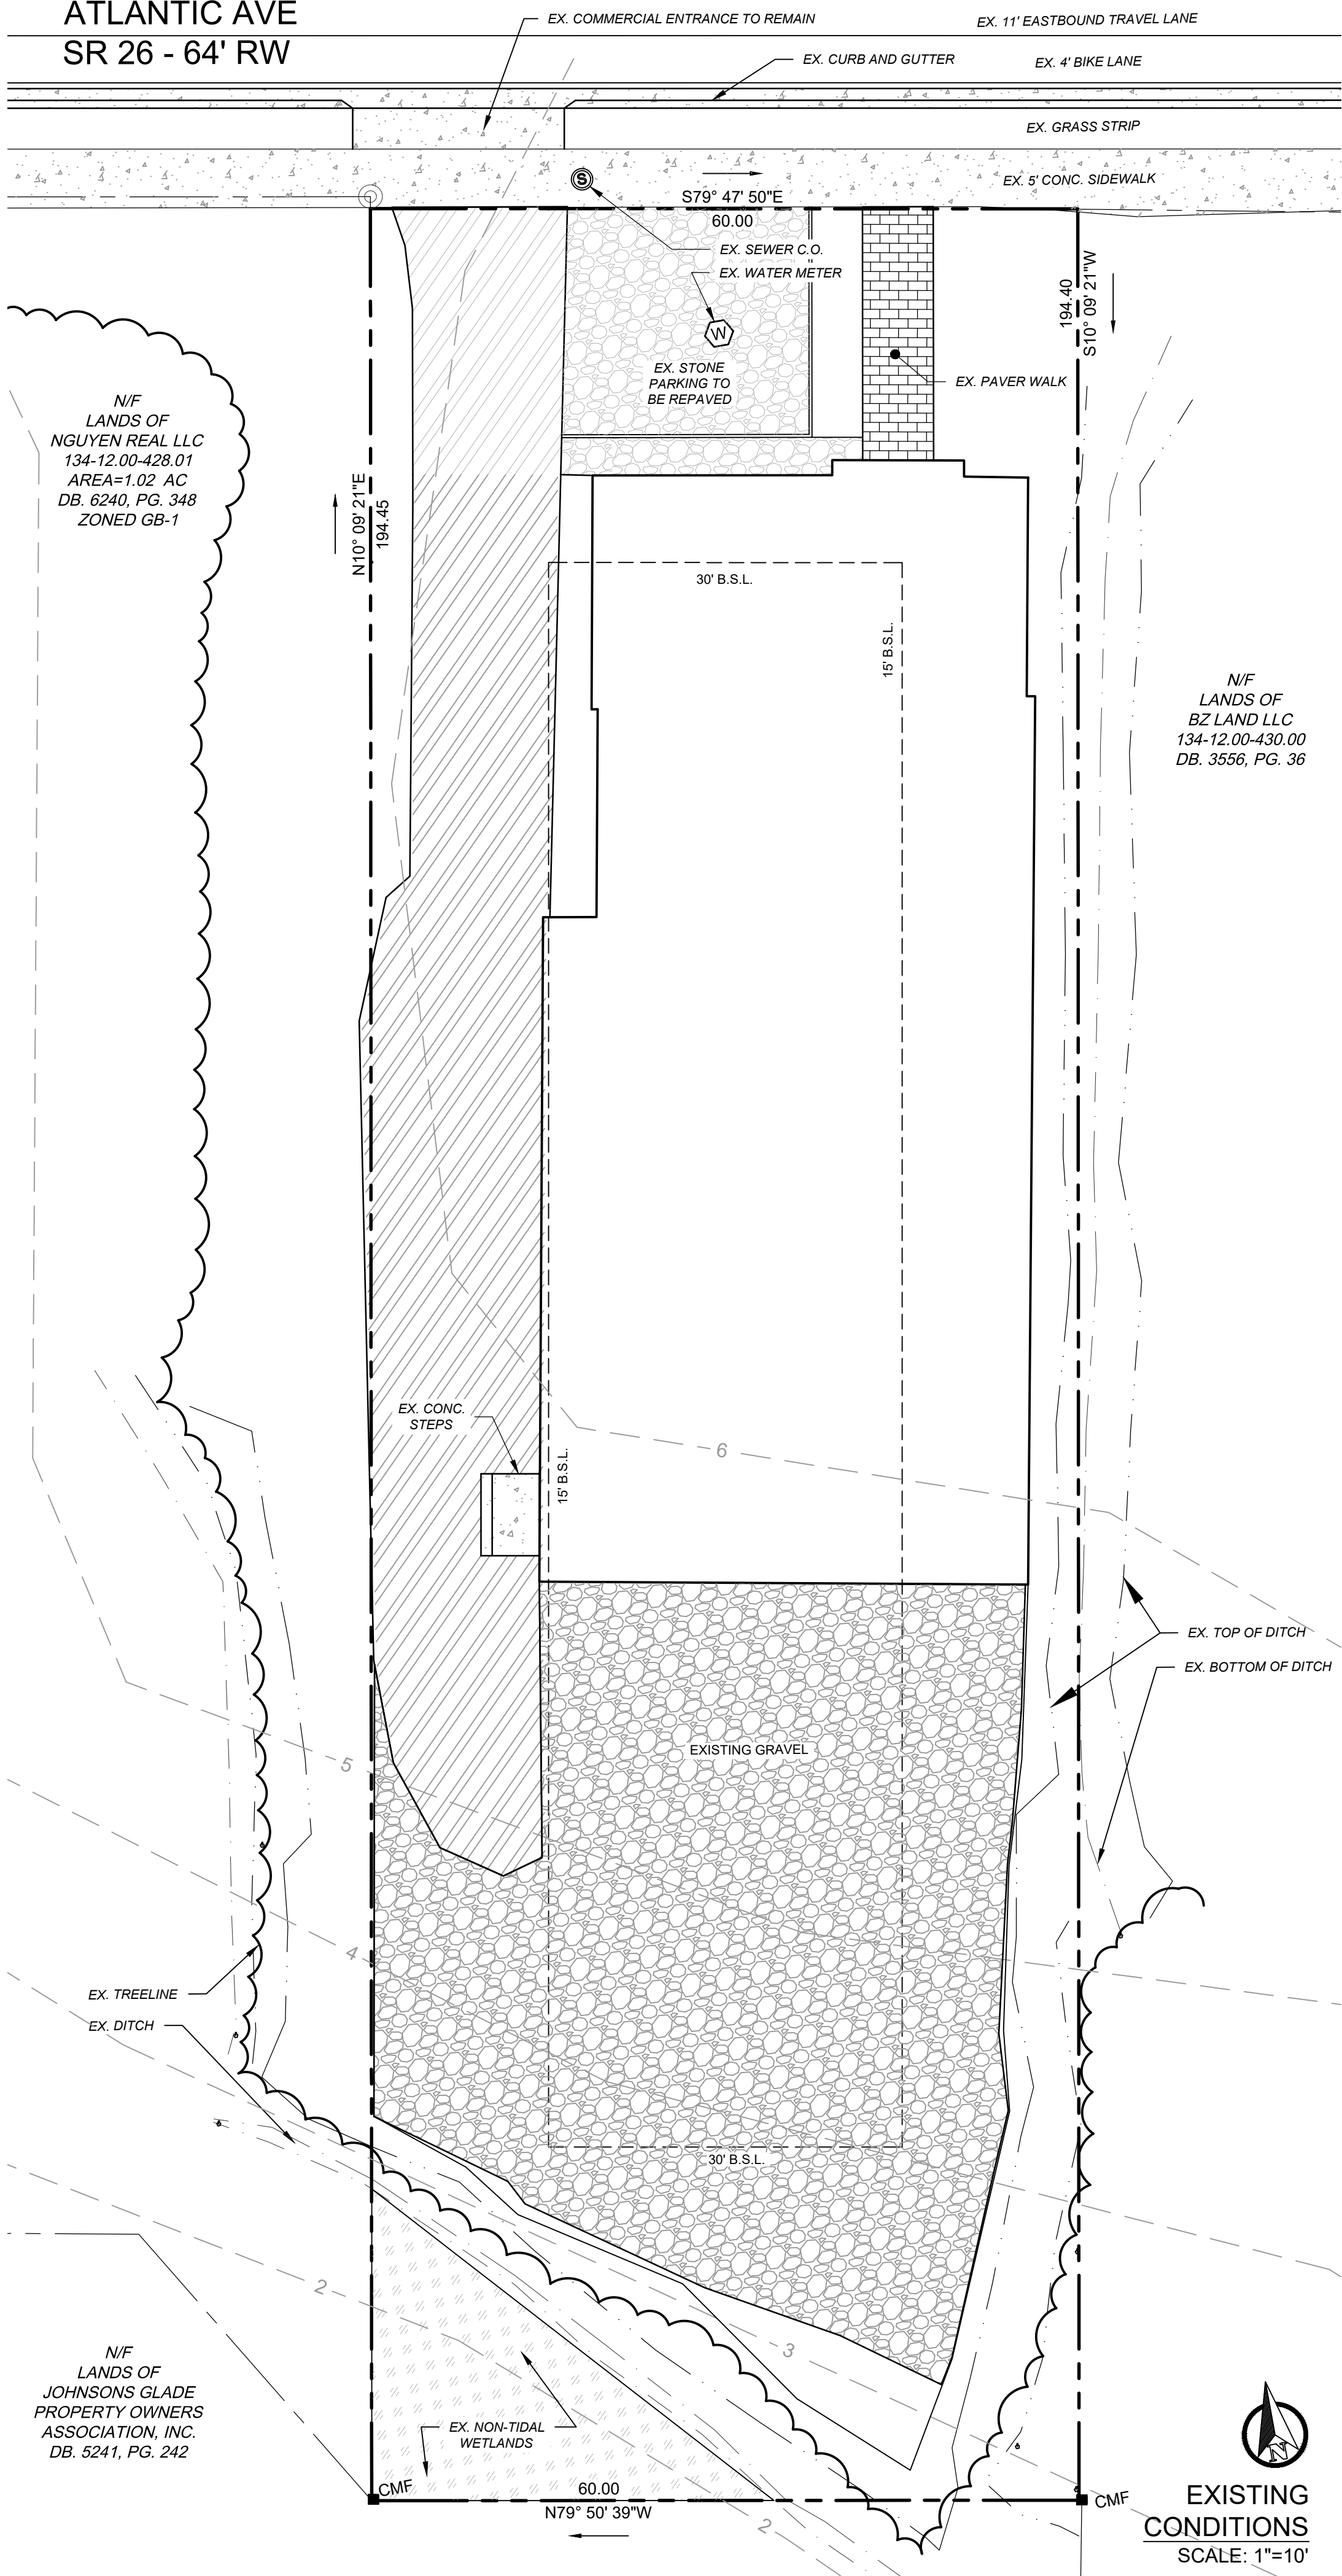 ATLANTIC AVE
SR 26 - 64' RW
EX. COMMERCIAL ENTRANCE TO REMAIN
EX. 11' EASTBOUND TRAVEL LANE
EX. CURB AND GUTTER
EX. 4' BIKE LANE
EX. GRASS STRIP
EX. 5' CONC. SIDEWALK
S
S79° 47' 50"E
60.00
EX. SEWER C.O.
EX. WATER METER
W
EX. STONE
PARKING TO
BE REPAVED
EX. PAVER WALK
194.40
S10° 09' 21"W
N/F
LANDS OF
NGUYEN REAL LLC
134-12.00-428.01
AREA=1.02 AC
DB. 6240, PG. 348
ZONED GB-1
N10° 09' 21"E
194.45
30' B.S.L.
15' B.S.L.
N/F
LANDS OF
BZ LAND LLC
134-12.00-430.00
DB. 3556, PG. 36
EX. CONC.
STEPS
15' B.S.L.
6
EX. TOP OF DITCH
EX. BOTTOM OF DITCH
EXISTING GRAVEL
5
4
EX. TREELINE
EX. DITCH
30' B.S.L.
2
3
N/F
LANDS OF
JOHNSONS GLADE
PROPERTY OWNERS
ASSOCIATION, INC.
DB. 5241, PG. 242
EX. NON-TIDAL
WETLANDS
CMF
60.00
N79° 50' 39"W
2
CMF
N
EXISTING
CONDITIONS
SCALE: 1"=10'